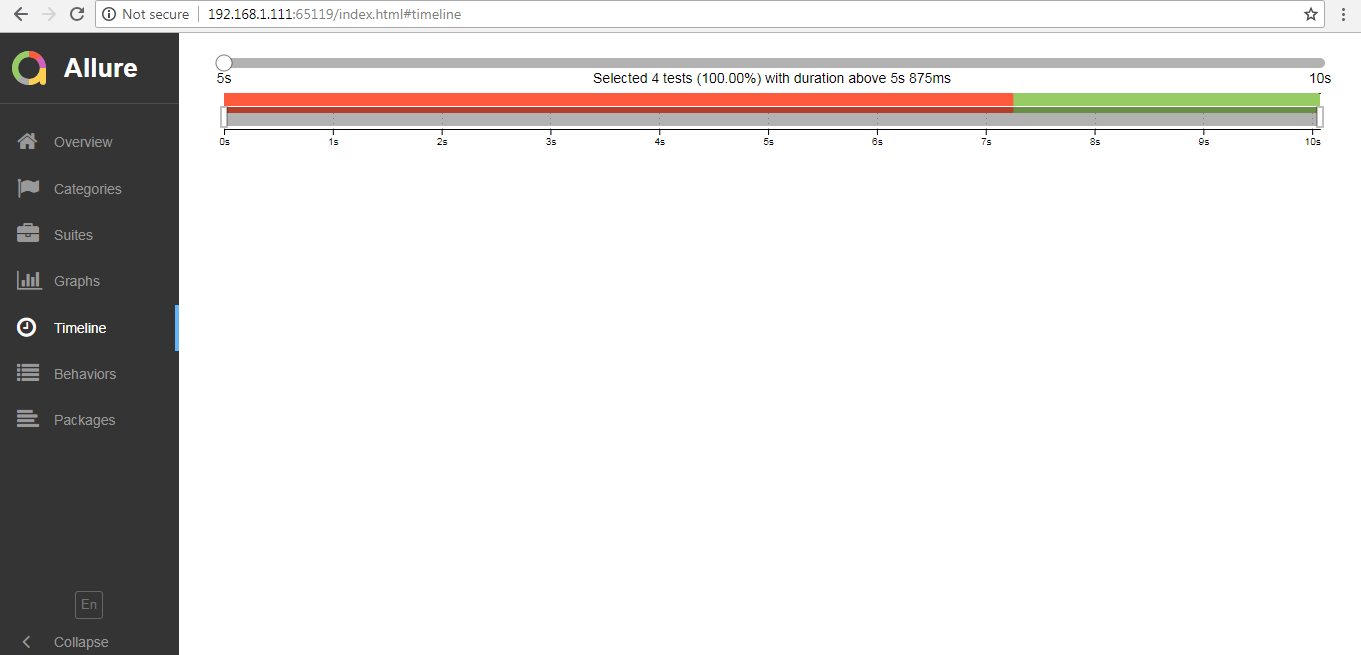 Not secure 192.168.1.111:65119/index.html#timeline
Allure
Overview
Categories
Suites
Graphs
Timeline
Behaviors
Packages
En
Collapse
5s Selected 4 tests (100.00%) with duration above 5s 875ms 10s
0s 1s 2s 3s 4s 5s 6s 7s 8s 9s 10s